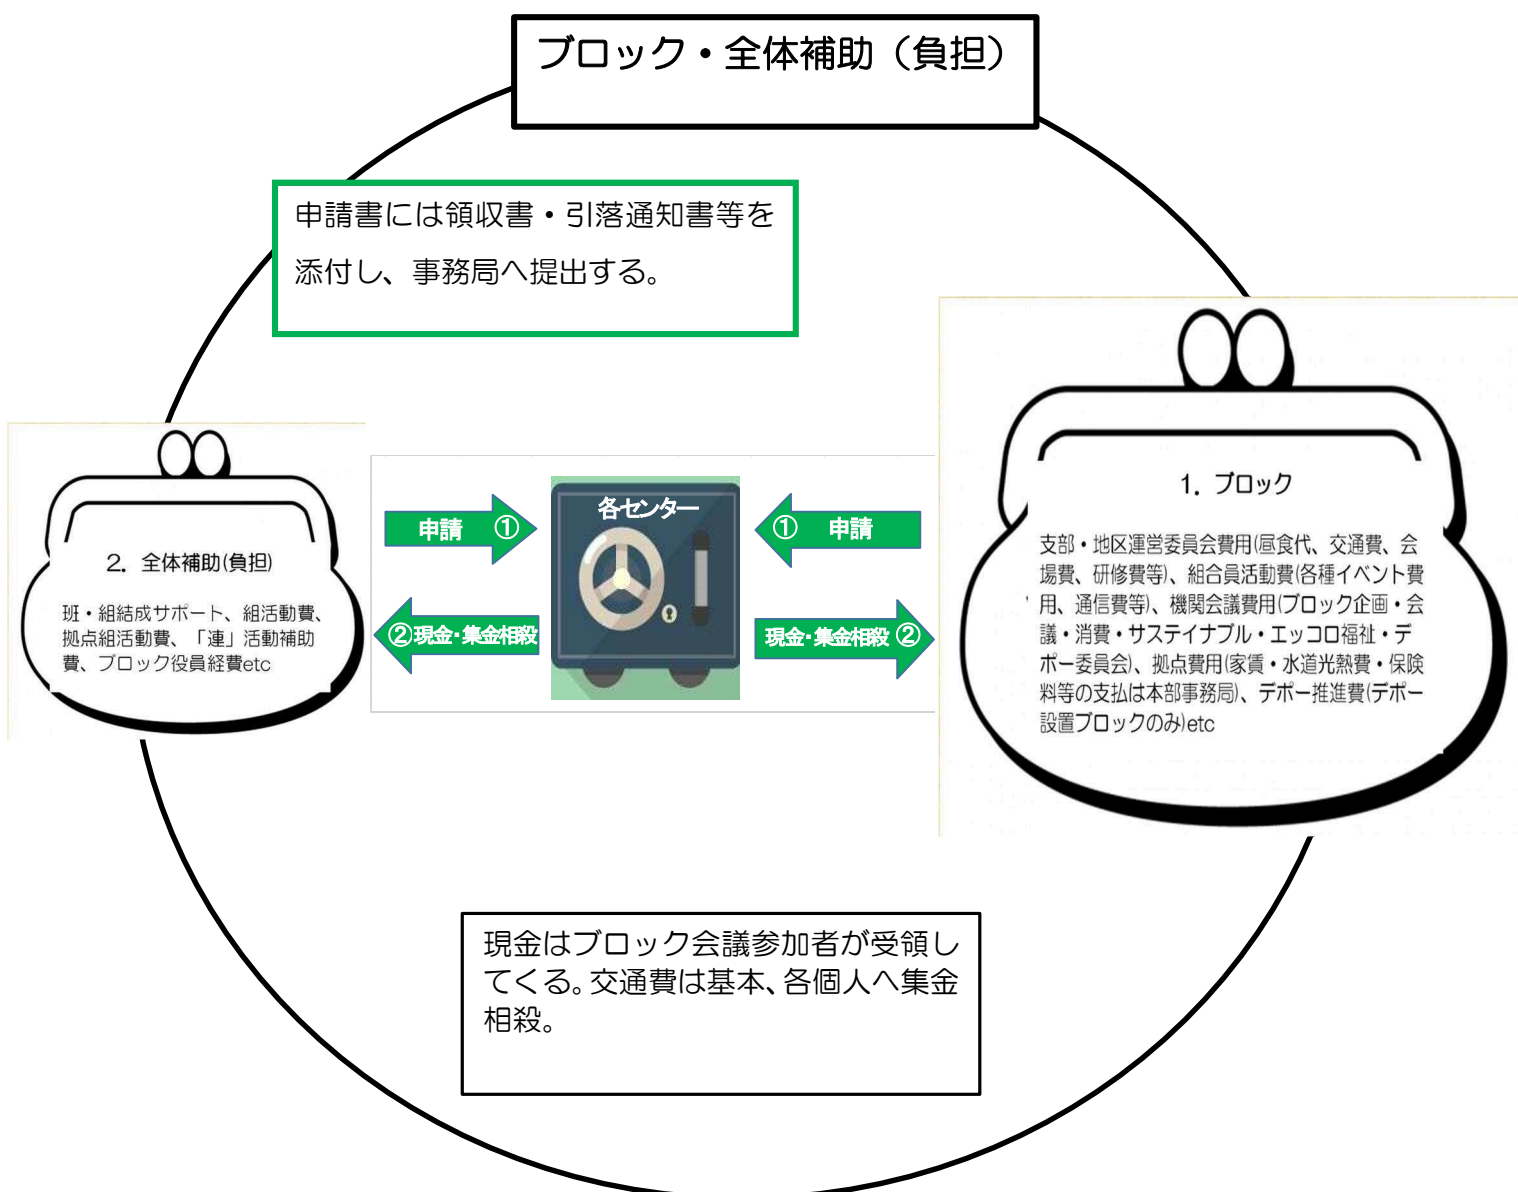 ブロック・全体補助（負担）
申請書には領収書・引落通知書等を
添付し、事務局へ提出する。
2．全体補助(負担)
班・組結成サポート、組活動費、
拠点組活動費、「連」活動補助
費、ブロック役員経費etc
申請 ①
②現金・集金相殺
各センター
① 申請
現金・集金相殺②
1．ブロック
支部・地区運営委員会費用(昼食代、交通費、会
場費、研修費等)、組合員活動費(各種イベント費
用、通信費等)、機関会議費用(ブロック企画・会
議・消費・サステイナブル・エッコロ福祉・デ
ポー委員会)、拠点費用(家賃・水道光熱費・保険
料等の支払は本部事務局)、デポー推進費(デポー
設置ブロックのみ)etc
現金はブロック会議参加者が受領し
てくる。交通費は基本、各個人へ集金
相殺。